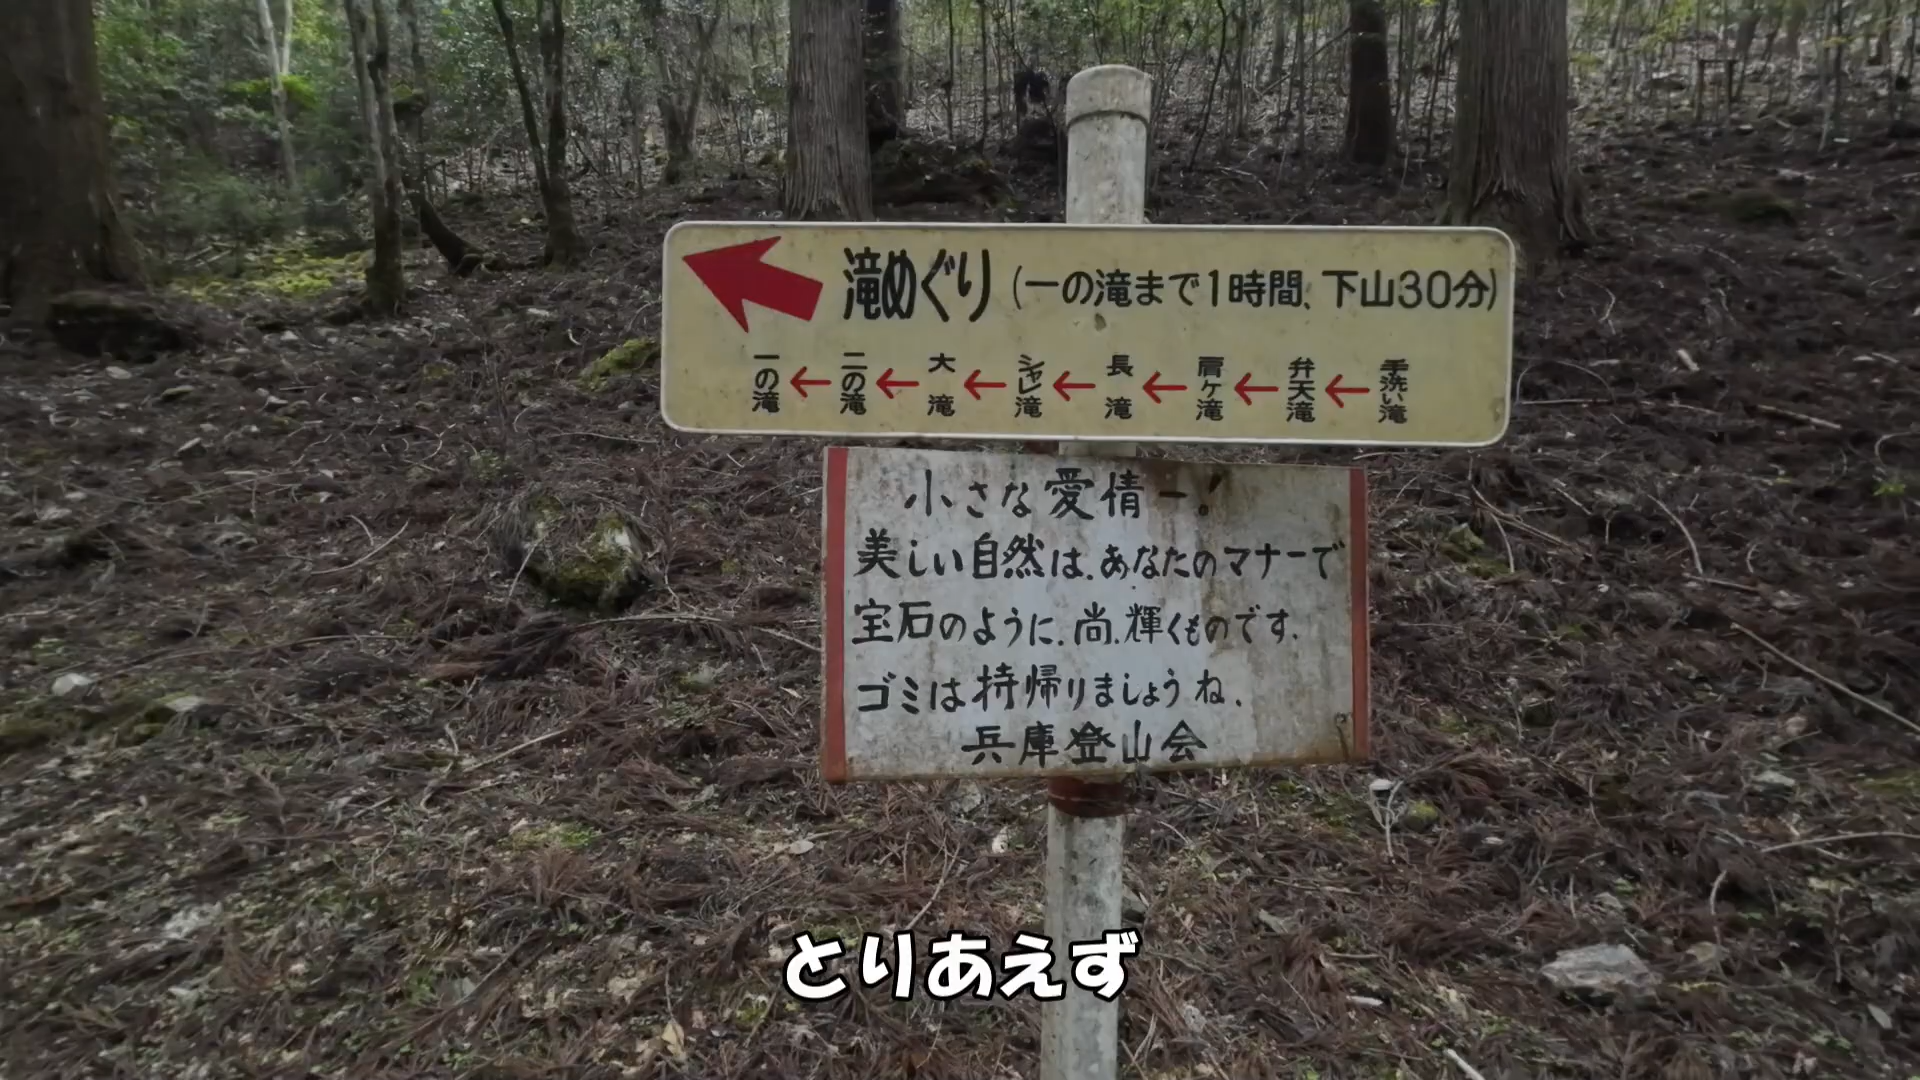 滝めぐり (一の滝まで1時間、下山30分)
一の滝 ← 二の滝 ← 大滝 ← シャレ滝 ← 長滝 ← 肩ケ滝 ← 弁天滝 ← 手洗い滝
小さな愛情ー!
美しい自然は、あなたのマナーで
宝石のように、尚、輝くものです。
ゴミは持帰りましょうね、
兵庫登山会
とりあえず